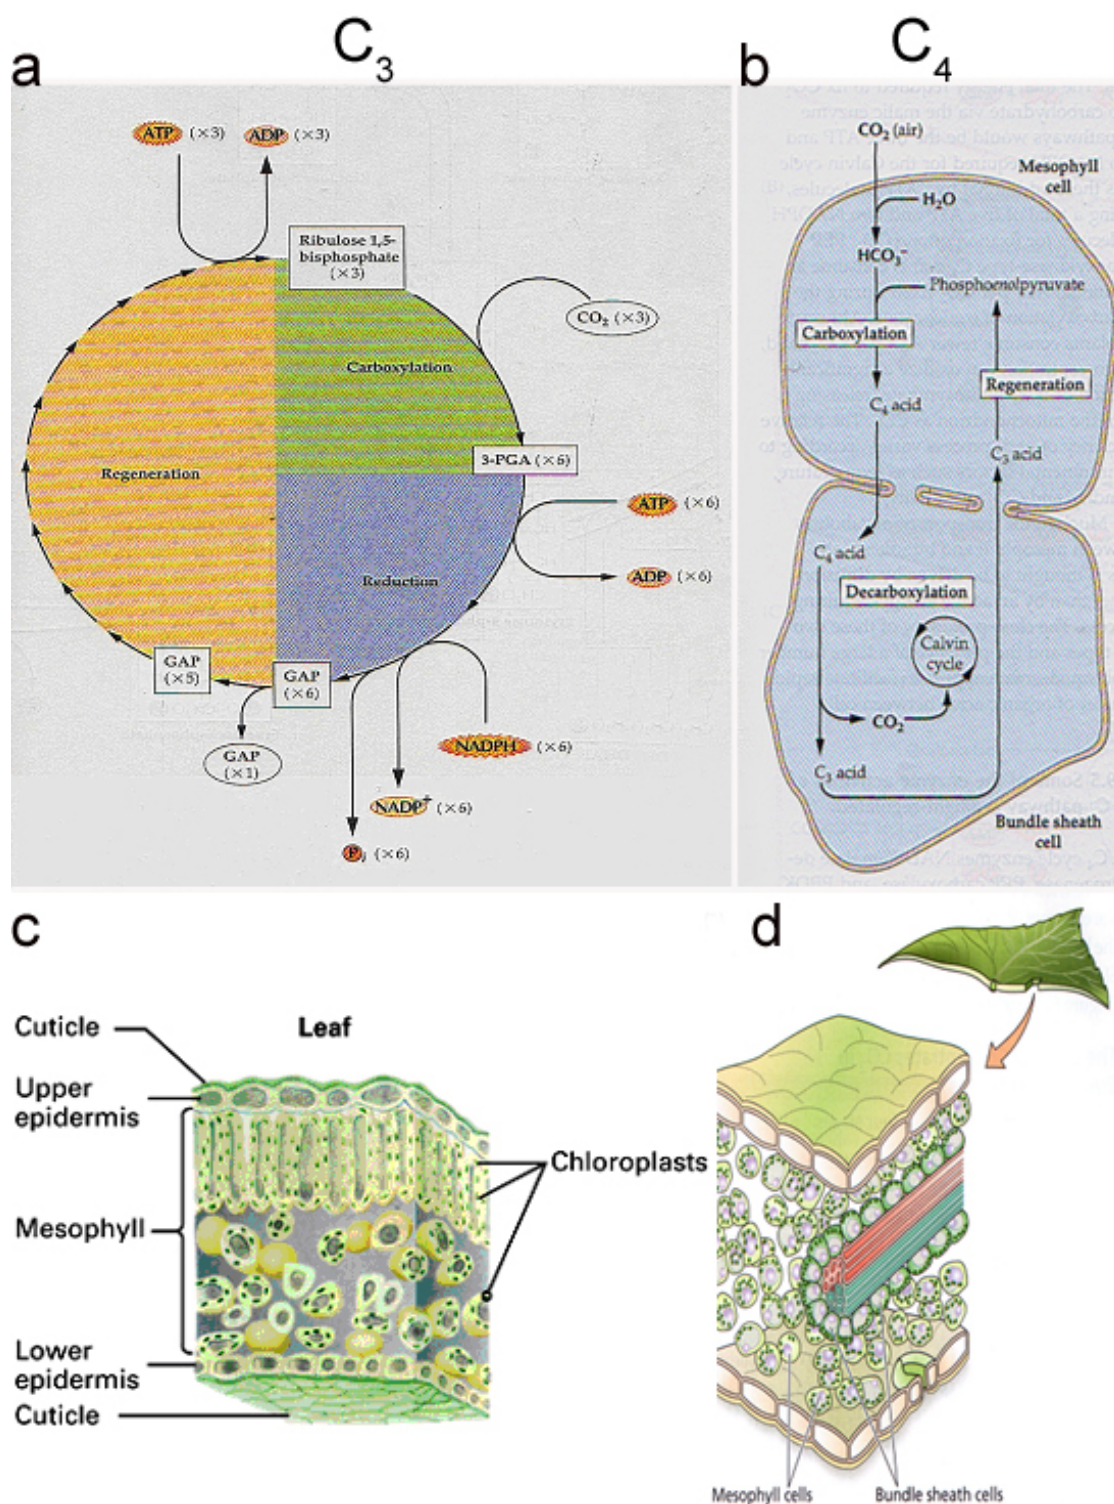 a
C₃
ATP (×3)
ADP (×3)
Ribulose 1,5-
bisphosphate
(×3)
CO₂ (×3)
Carboxylation
3-PGA (×6)
Regeneration
ATP (×6)
Reduction
ADP (×6)
GAP
(×5)
GAP
(×6)
GAP
(×1)
NADPH (×6)
NADP⁺ (×6)
Pᵢ (×6)
b
C₄
CO₂ (air)
Mesophyll
cell
H₂O
HCO₃⁻
Phosphoenolpyruvate
Carboxylation
Regeneration
C₄ acid
C₃ acid
C₄ acid
Decarboxylation
Calvin
cycle
CO₂
C₃ acid
Bundle sheath
cell
c
Leaf
Cuticle
Upper
epidermis
Chloroplasts
Mesophyll
Lower
epidermis
Cuticle
d
Mesophyll cells
Bundle sheath cells